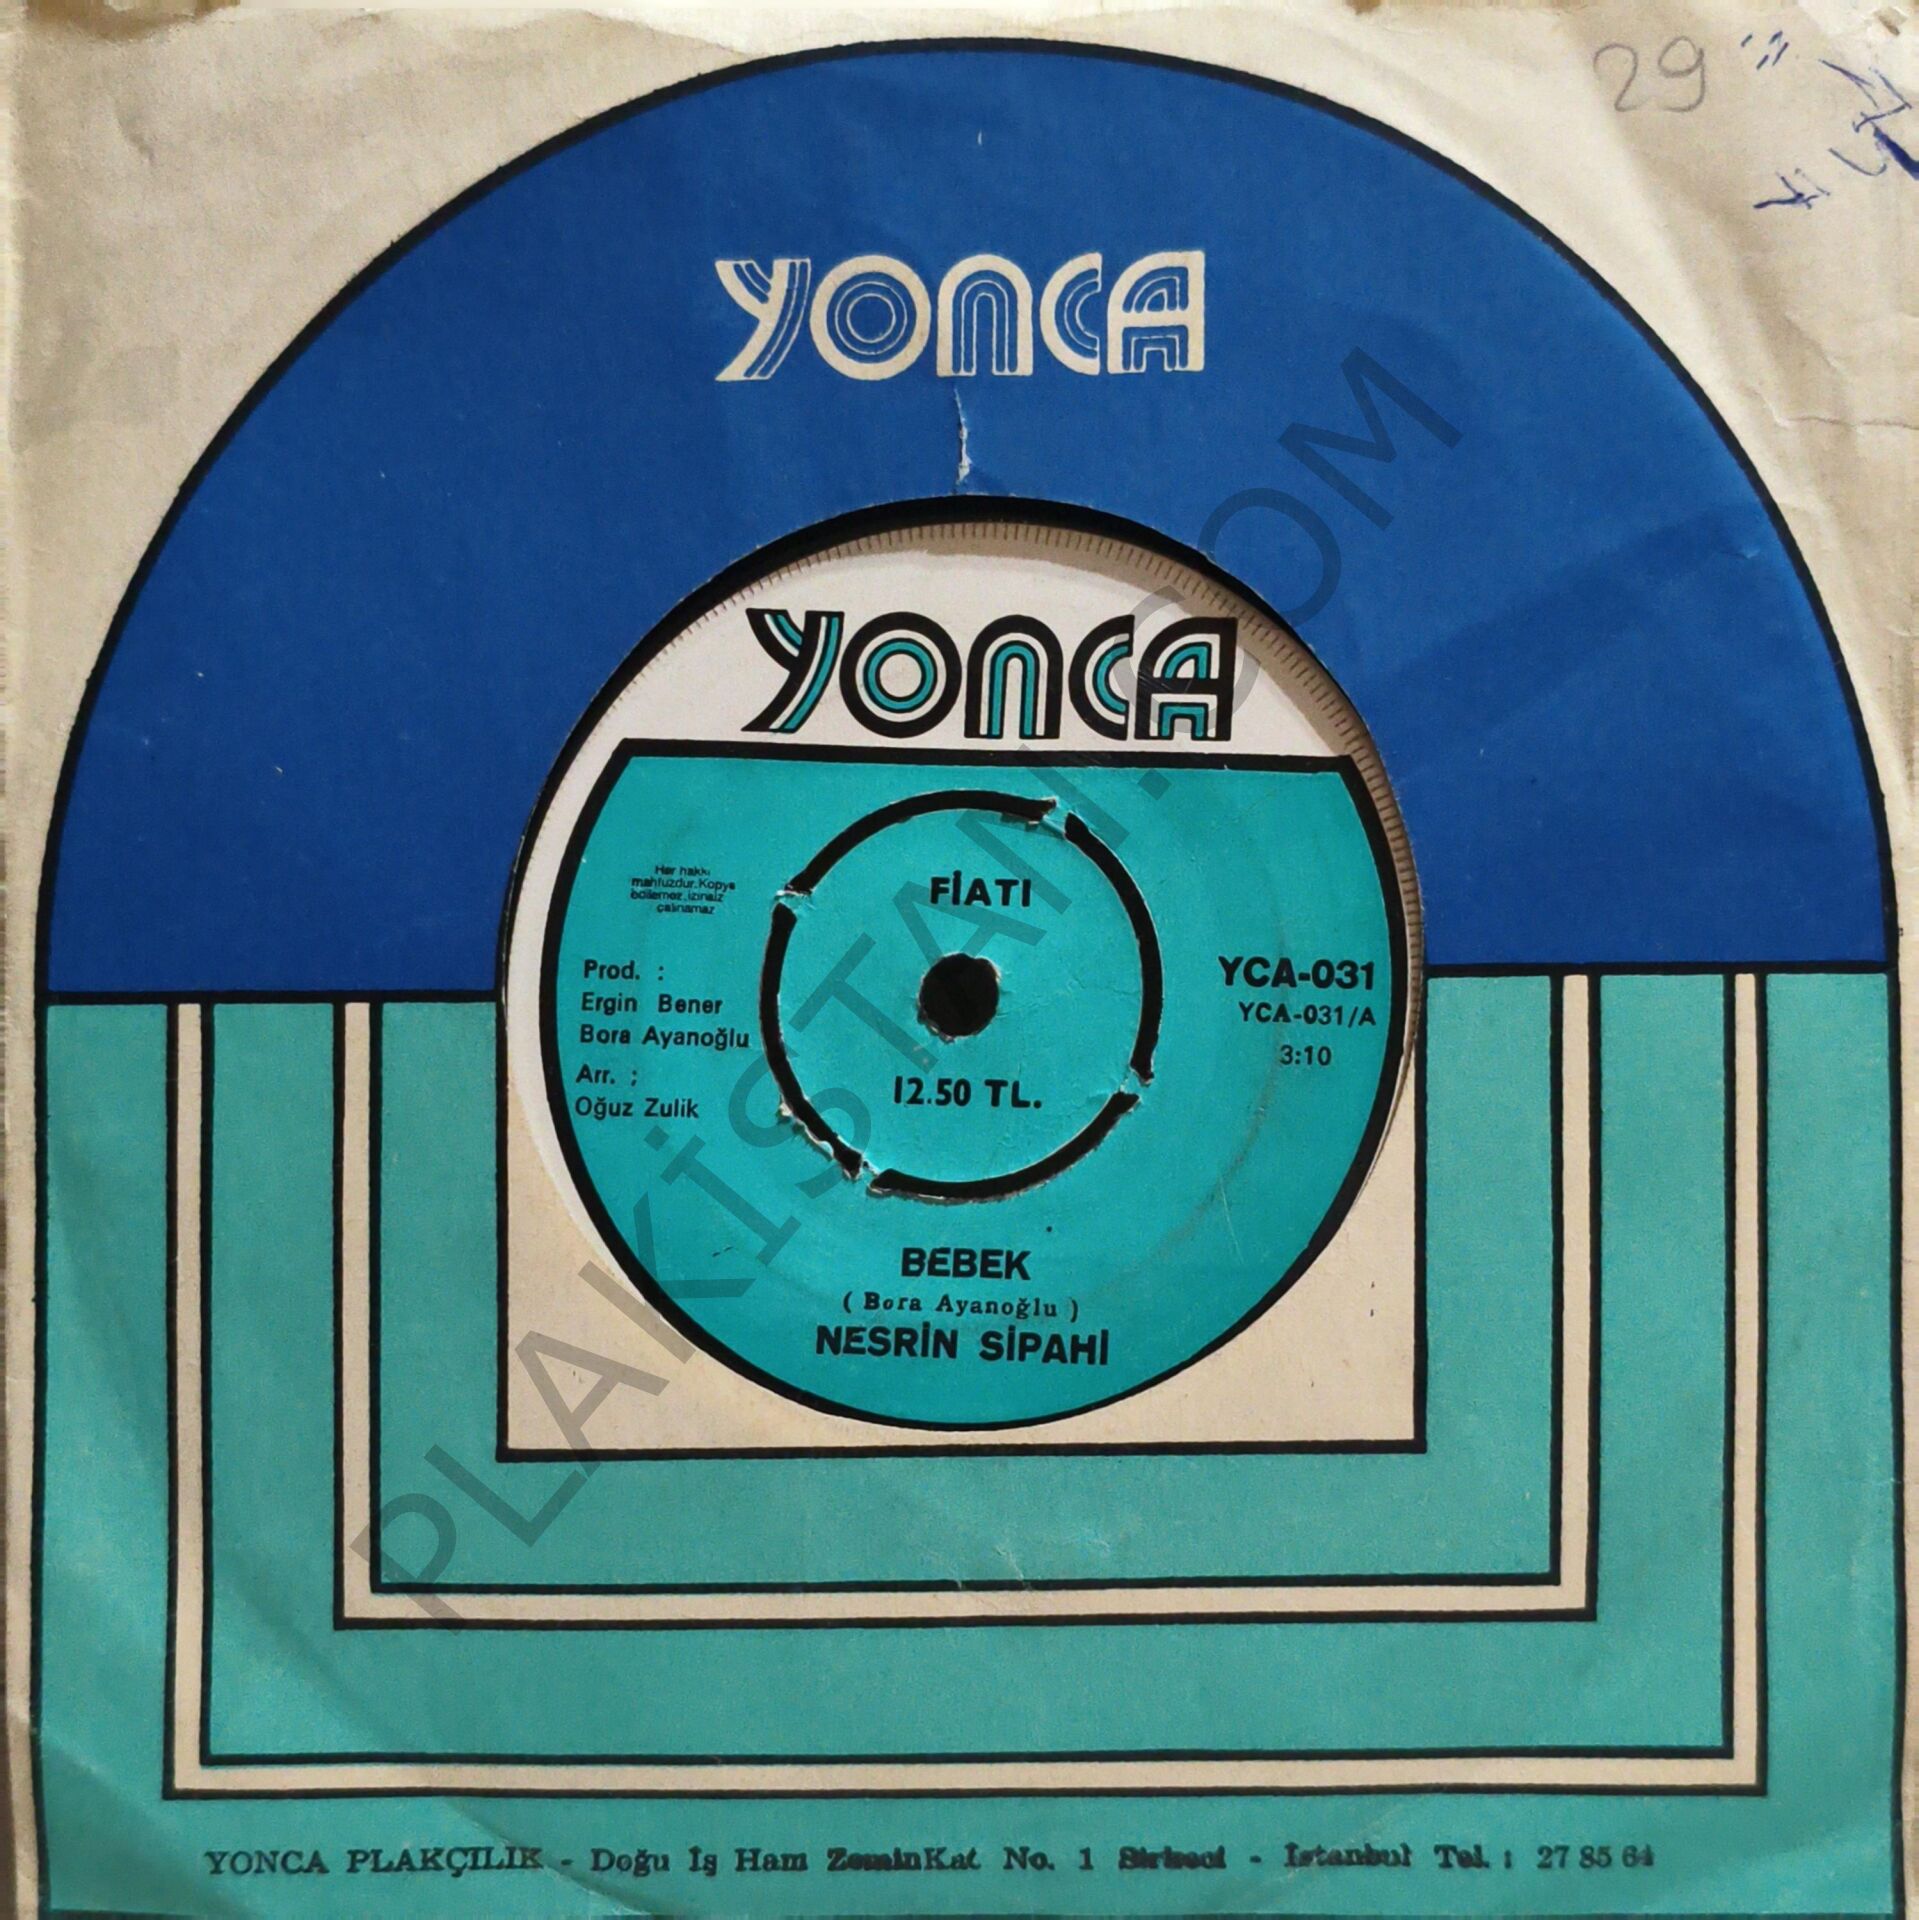 29
YONCA
YONCA
Her hakkı
mahfuzdur. Kopye
edilemez, izinsiz
çalınamaz
FİATI
Prod. :
Ergin Bener
Bora Ayanoğlu
Arr. ;
Oğuz Zulik
YCA-031
YCA-031/A
3:10
12.50 TL.
BEBEK
( Bora Ayanoğlu )
NESRİN SİPAHİ
PLAKİSTAN.COM
YONCA PLAKÇILIK - Doğu İş Ham ZeminKat No. 1 Sirkeci - İstanbul Tel. : 27 85 64